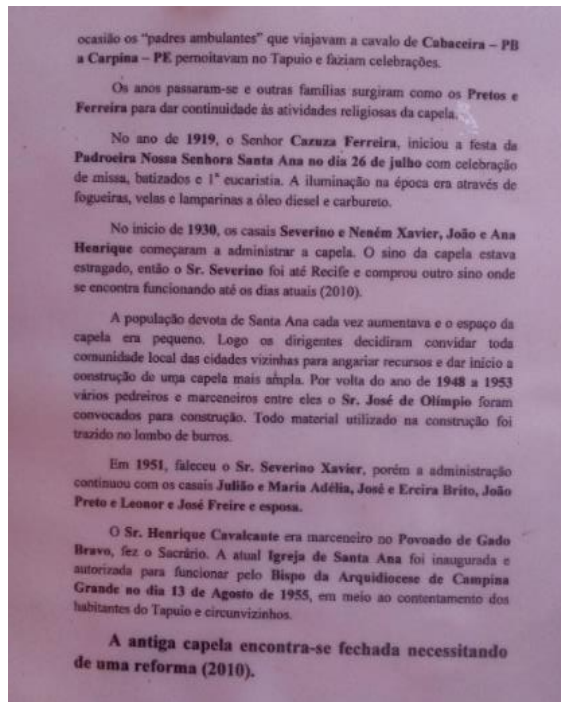 ocasião os “padres ambulantes” que viajavam a cavalo de Cabaceira – PB
a Carpina – PE pernoitavam no Tapuio e faziam celebrações.
Os anos passaram-se e outras famílias surgiram como os Pretos e
Ferreira para dar continuidade às atividades religiosas da capela.
No ano de 1919, o Senhor Cazuza Ferreira, iniciou a festa da
Padroeira Nossa Senhora Santa Ana no dia 26 de julho com celebração
de missa, batizados e 1ª eucaristia. A iluminação na época era através de
fogueiras, velas e lamparinas a óleo diesel e carbureto.
No inicio de 1930, os casais Severino e Neném Xavier, João e Ana
Henrique começaram a administrar a capela. O sino da capela estava
estragado, então o Sr. Severino foi até Recife e comprou outro sino onde
se encontra funcionando até os dias atuais (2010).
A população devota de Santa Ana cada vez aumentava e o espaço da
capela era pequeno. Logo os dirigentes decidiram convidar toda
comunidade local das cidades vizinhas para angariar recursos e dar inicio a
construção de uma capela mais ampla. Por volta do ano de 1948 a 1953
vários pedreiros e marceneiros entre eles o Sr. José de Olímpio foram
convocados para construção. Todo material utilizado na construção foi
trazido no lombo de burros.
Em 1951, faleceu o Sr. Severino Xavier, porém a administração
continuou com os casais Julião e Maria Adélia, José e Ercira Brito, João
Preto e Leonor e José Freire e esposa.
O Sr. Henrique Cavalcante era marceneiro no Povoado de Gado
Bravo, fez o Sacrário. A atual Igreja de Santa Ana foi inaugurada e
autorizada para funcionar pelo Bispo da Arquidiocese de Campina
Grande no dia 13 de Agosto de 1955, em meio ao contentamento dos
habitantes do Tapuio e circunvizinhos.
A antiga capela encontra-se fechada necessitando
de uma reforma (2010).